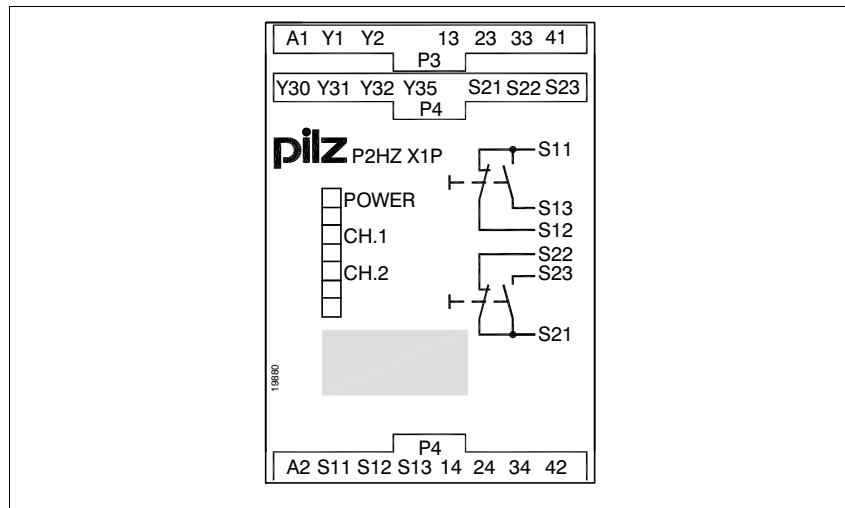 A1 Y1 Y2 13 23 33 41
P3
Y30 Y31 Y32 Y35 S21 S22 S23
P4
pilz P2HZ X1P
S11
POWER
S13
CH.1
S12
S22
CH.2
S23
S21
19880
P4
A2 S11 S12 S13 14 24 34 42